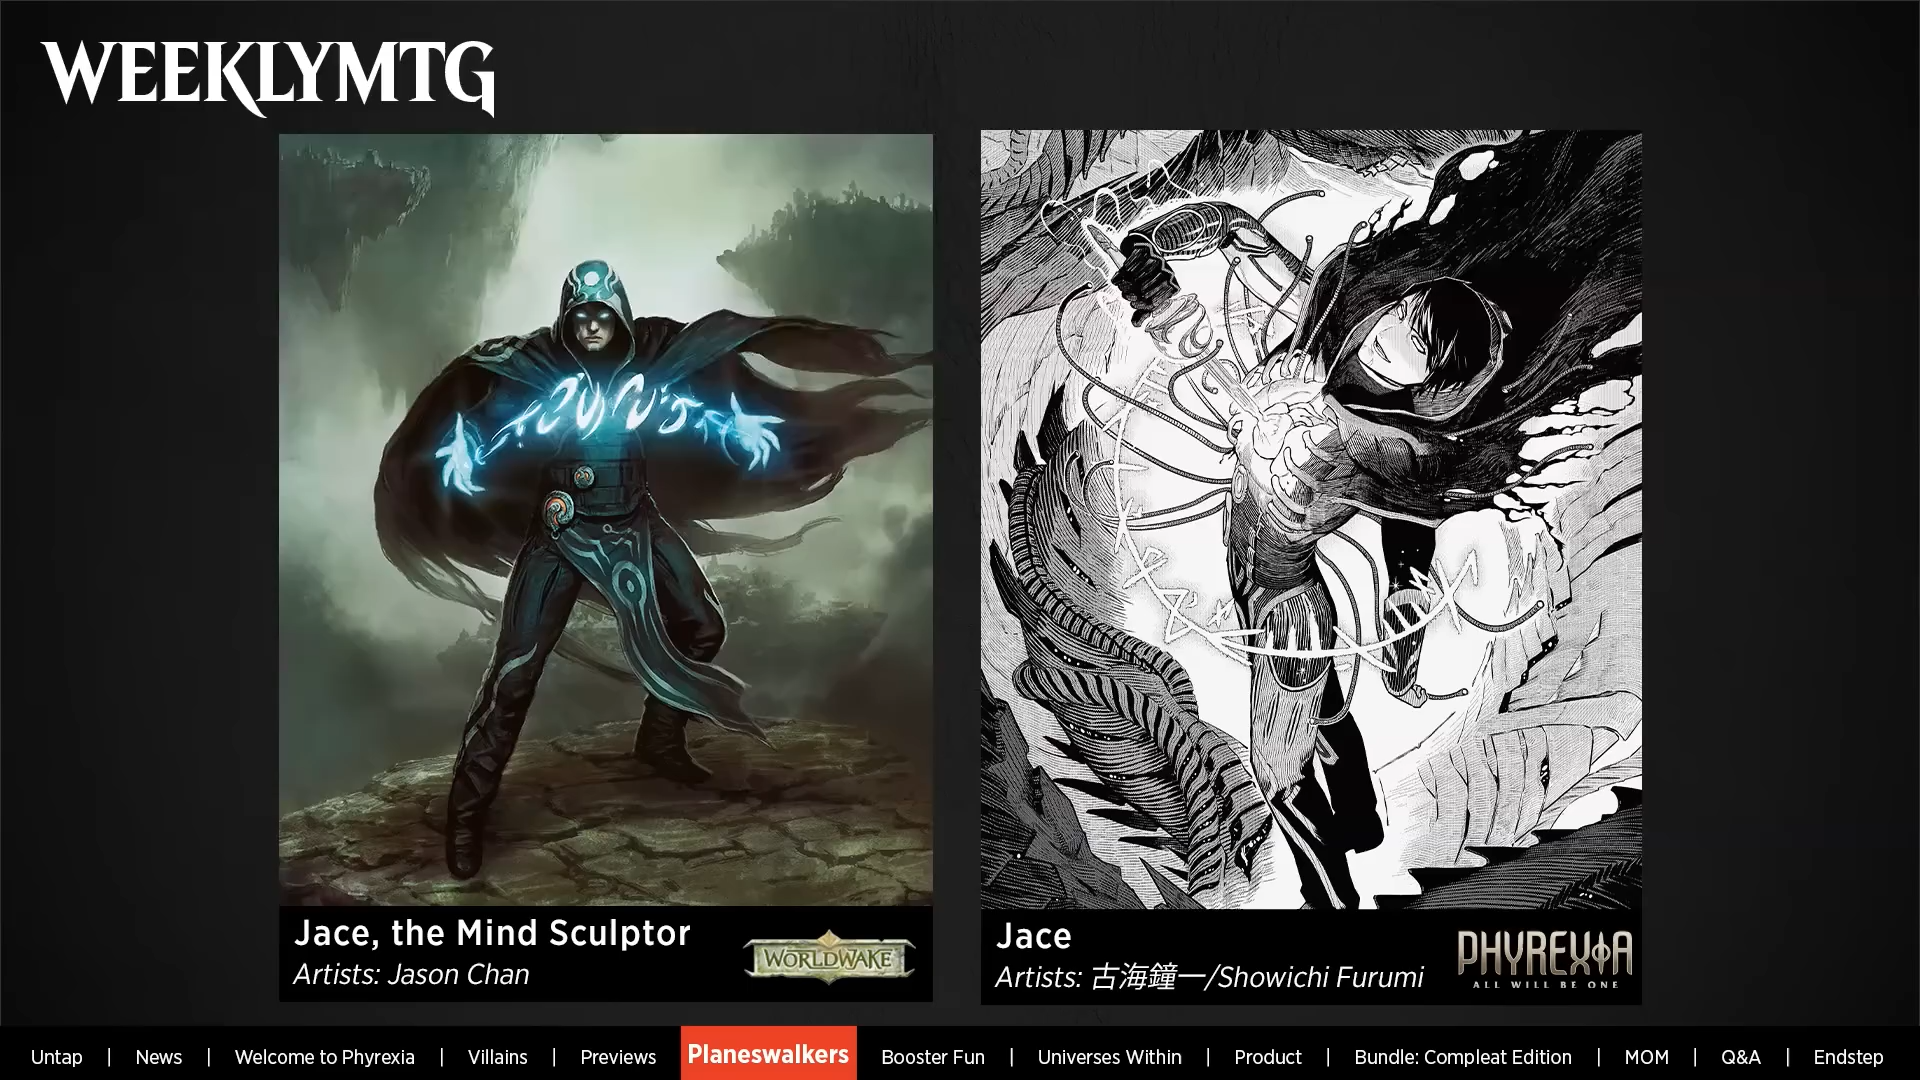 WEEKLYMTG
Jace, the Mind Sculptor
Artists: Jason Chan
WORLDWAKE
Jace
Artists: 古海鐘一/Showichi Furumi
PHYREXIA
ALL WILL BE ONE
Untap | News | Welcome to Phyrexia | Villains | Previews Planeswalkers Booster Fun | Universes Within | Product | Bundle: Compleat Edition | MOM | Q&A | Endstep